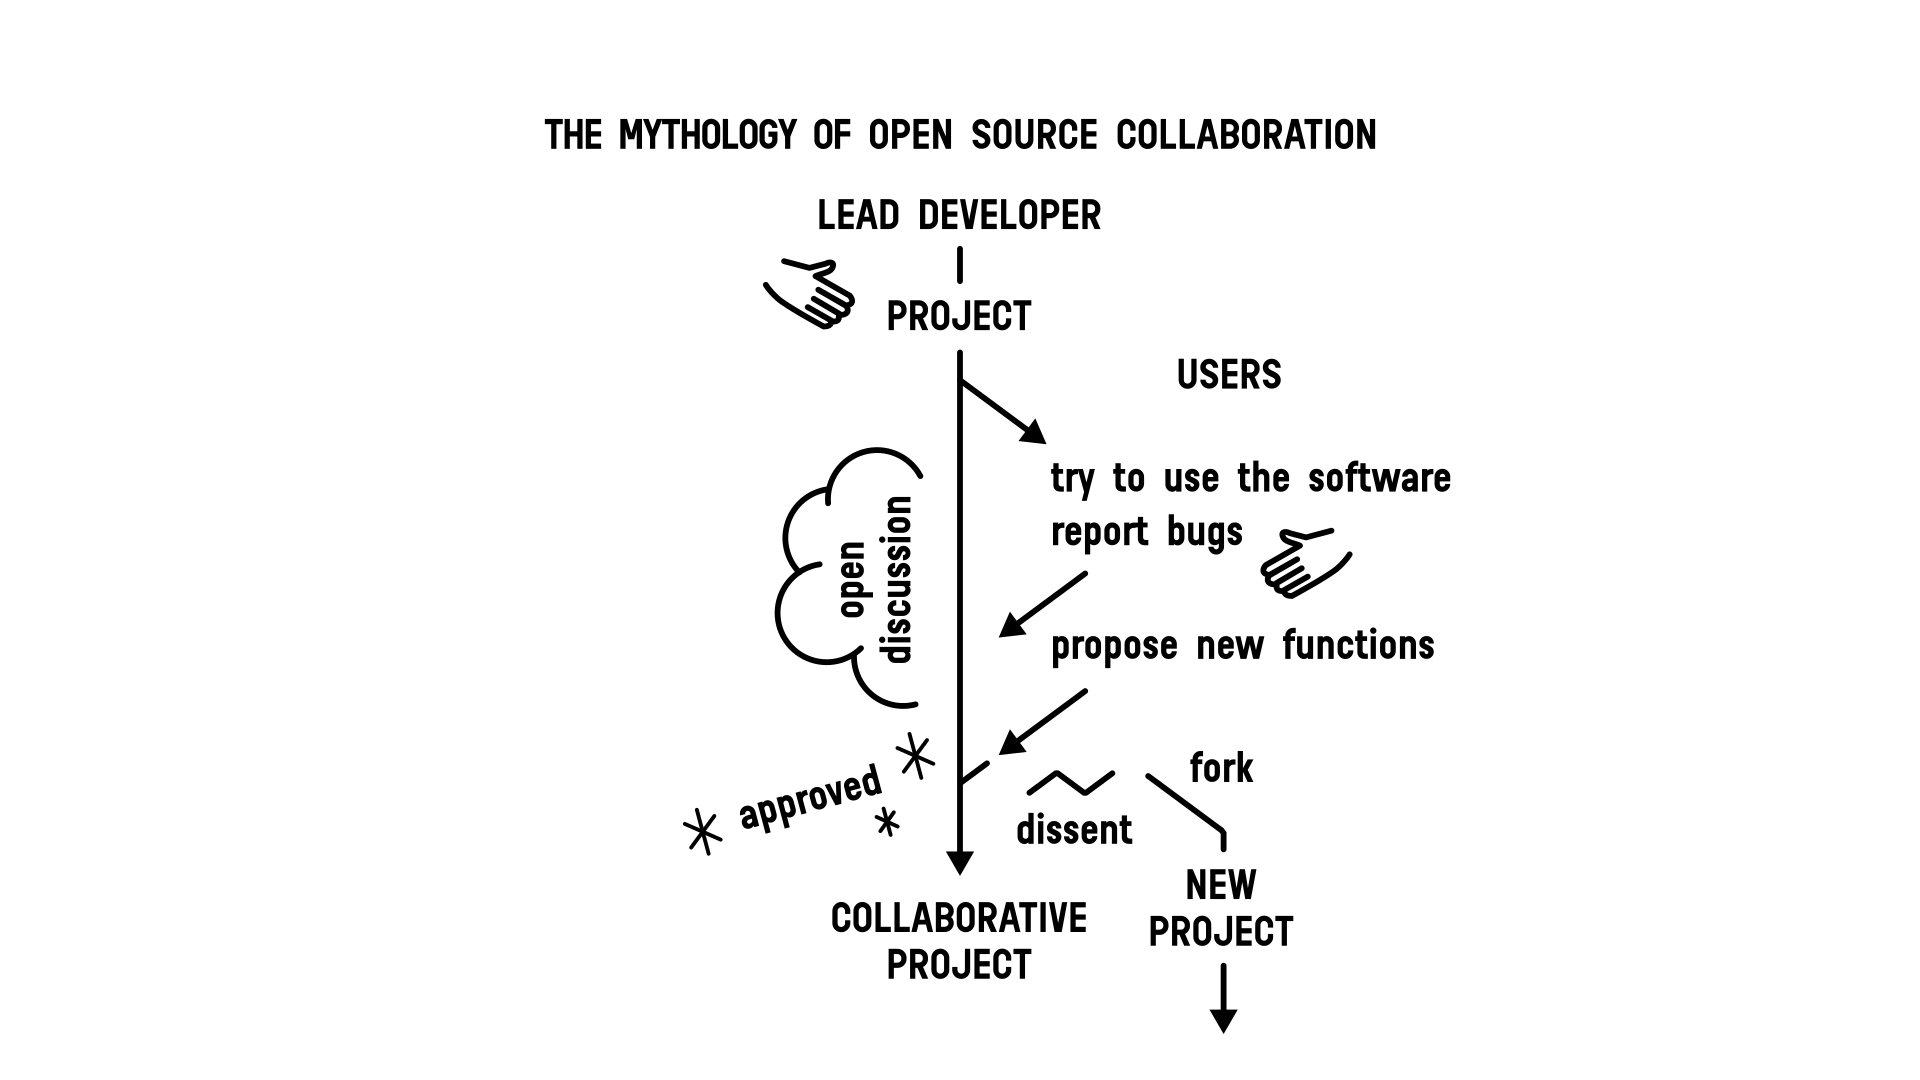 THE MYTHOLOGY OF OPEN SOURCE COLLABORATION
LEAD DEVELOPER
PROJECT
USERS
try to use the software
report bugs
open
discussion
propose new functions
approved
dissent
fork
NEW
PROJECT
COLLABORATIVE
PROJECT